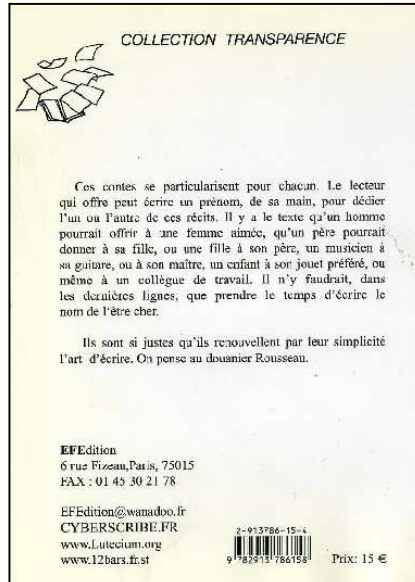 COLLECTION TRANSPARENCE
Ces contes se particularisent pour chacun. Le lecteur
qui offre peut écrire un prénom, de sa main, pour dédier
l'un ou l'autre de ces récits. Il y a le texte qu'un homme
pourrait offrir à une femme aimée, qu'un père pourrait
donner à sa fille, ou une fille à son père, un musicien à
sa guitare, ou à son maître, un enfant à son jouet préféré, ou
même à un collègue de travail. Il n'y faudrait, dans
les dernières lignes, que prendre le temps d'écrire le
nom de l'être cher.
Ils sont si justes qu'ils renouvellent par leur simplicité
l'art d'écrire. On pense au douanier Rousseau.
EFEdition
6 rue Fizeau,Paris, 75015
FAX : 01 45 30 21 78
EFEdition@wanadoo.fr
CYBERSCRIBE.FR
www.Lutecium.org
www.12bars.fr.st
2-913786-15-4
9 782913 786158
Prix: 15 €